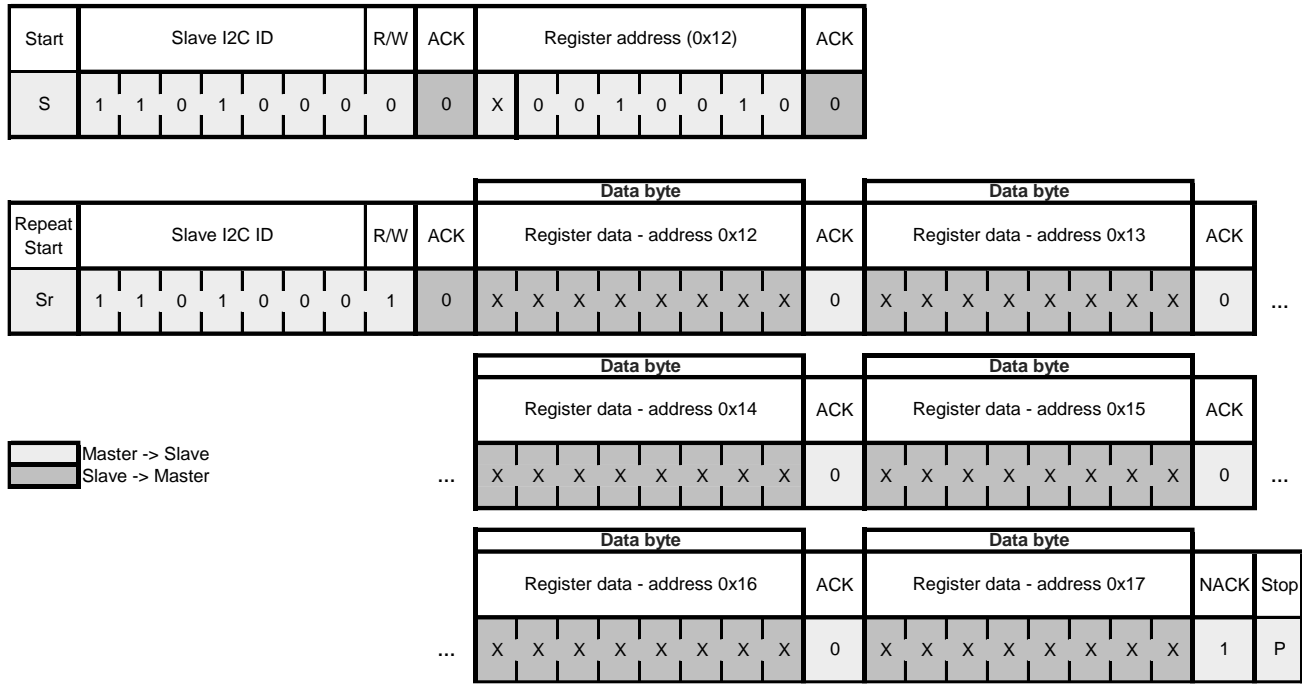 Start Slave I2C ID R/W ACK Register address (0x12) ACK
S 1 1 0 1 0 0 0 0 0 X 0 0 1 0 0 1 0 0
Data byte Data byte
Repeat Start Slave I2C ID R/W ACK Register data - address 0x12 ACK Register data - address 0x13 ACK
Sr 1 1 0 1 0 0 0 1 0 X X X X X X X X 0 X X X X X X X X 0 ...
Data byte Data byte
Register data - address 0x14 ACK Register data - address 0x15 ACK
Master -> Slave
Slave -> Master ... X X X X X X X X 0 X X X X X X X X 0 ...
Data byte Data byte
Register data - address 0x16 ACK Register data - address 0x17 NACK Stop
... X X X X X X X X 0 X X X X X X X X 1 P